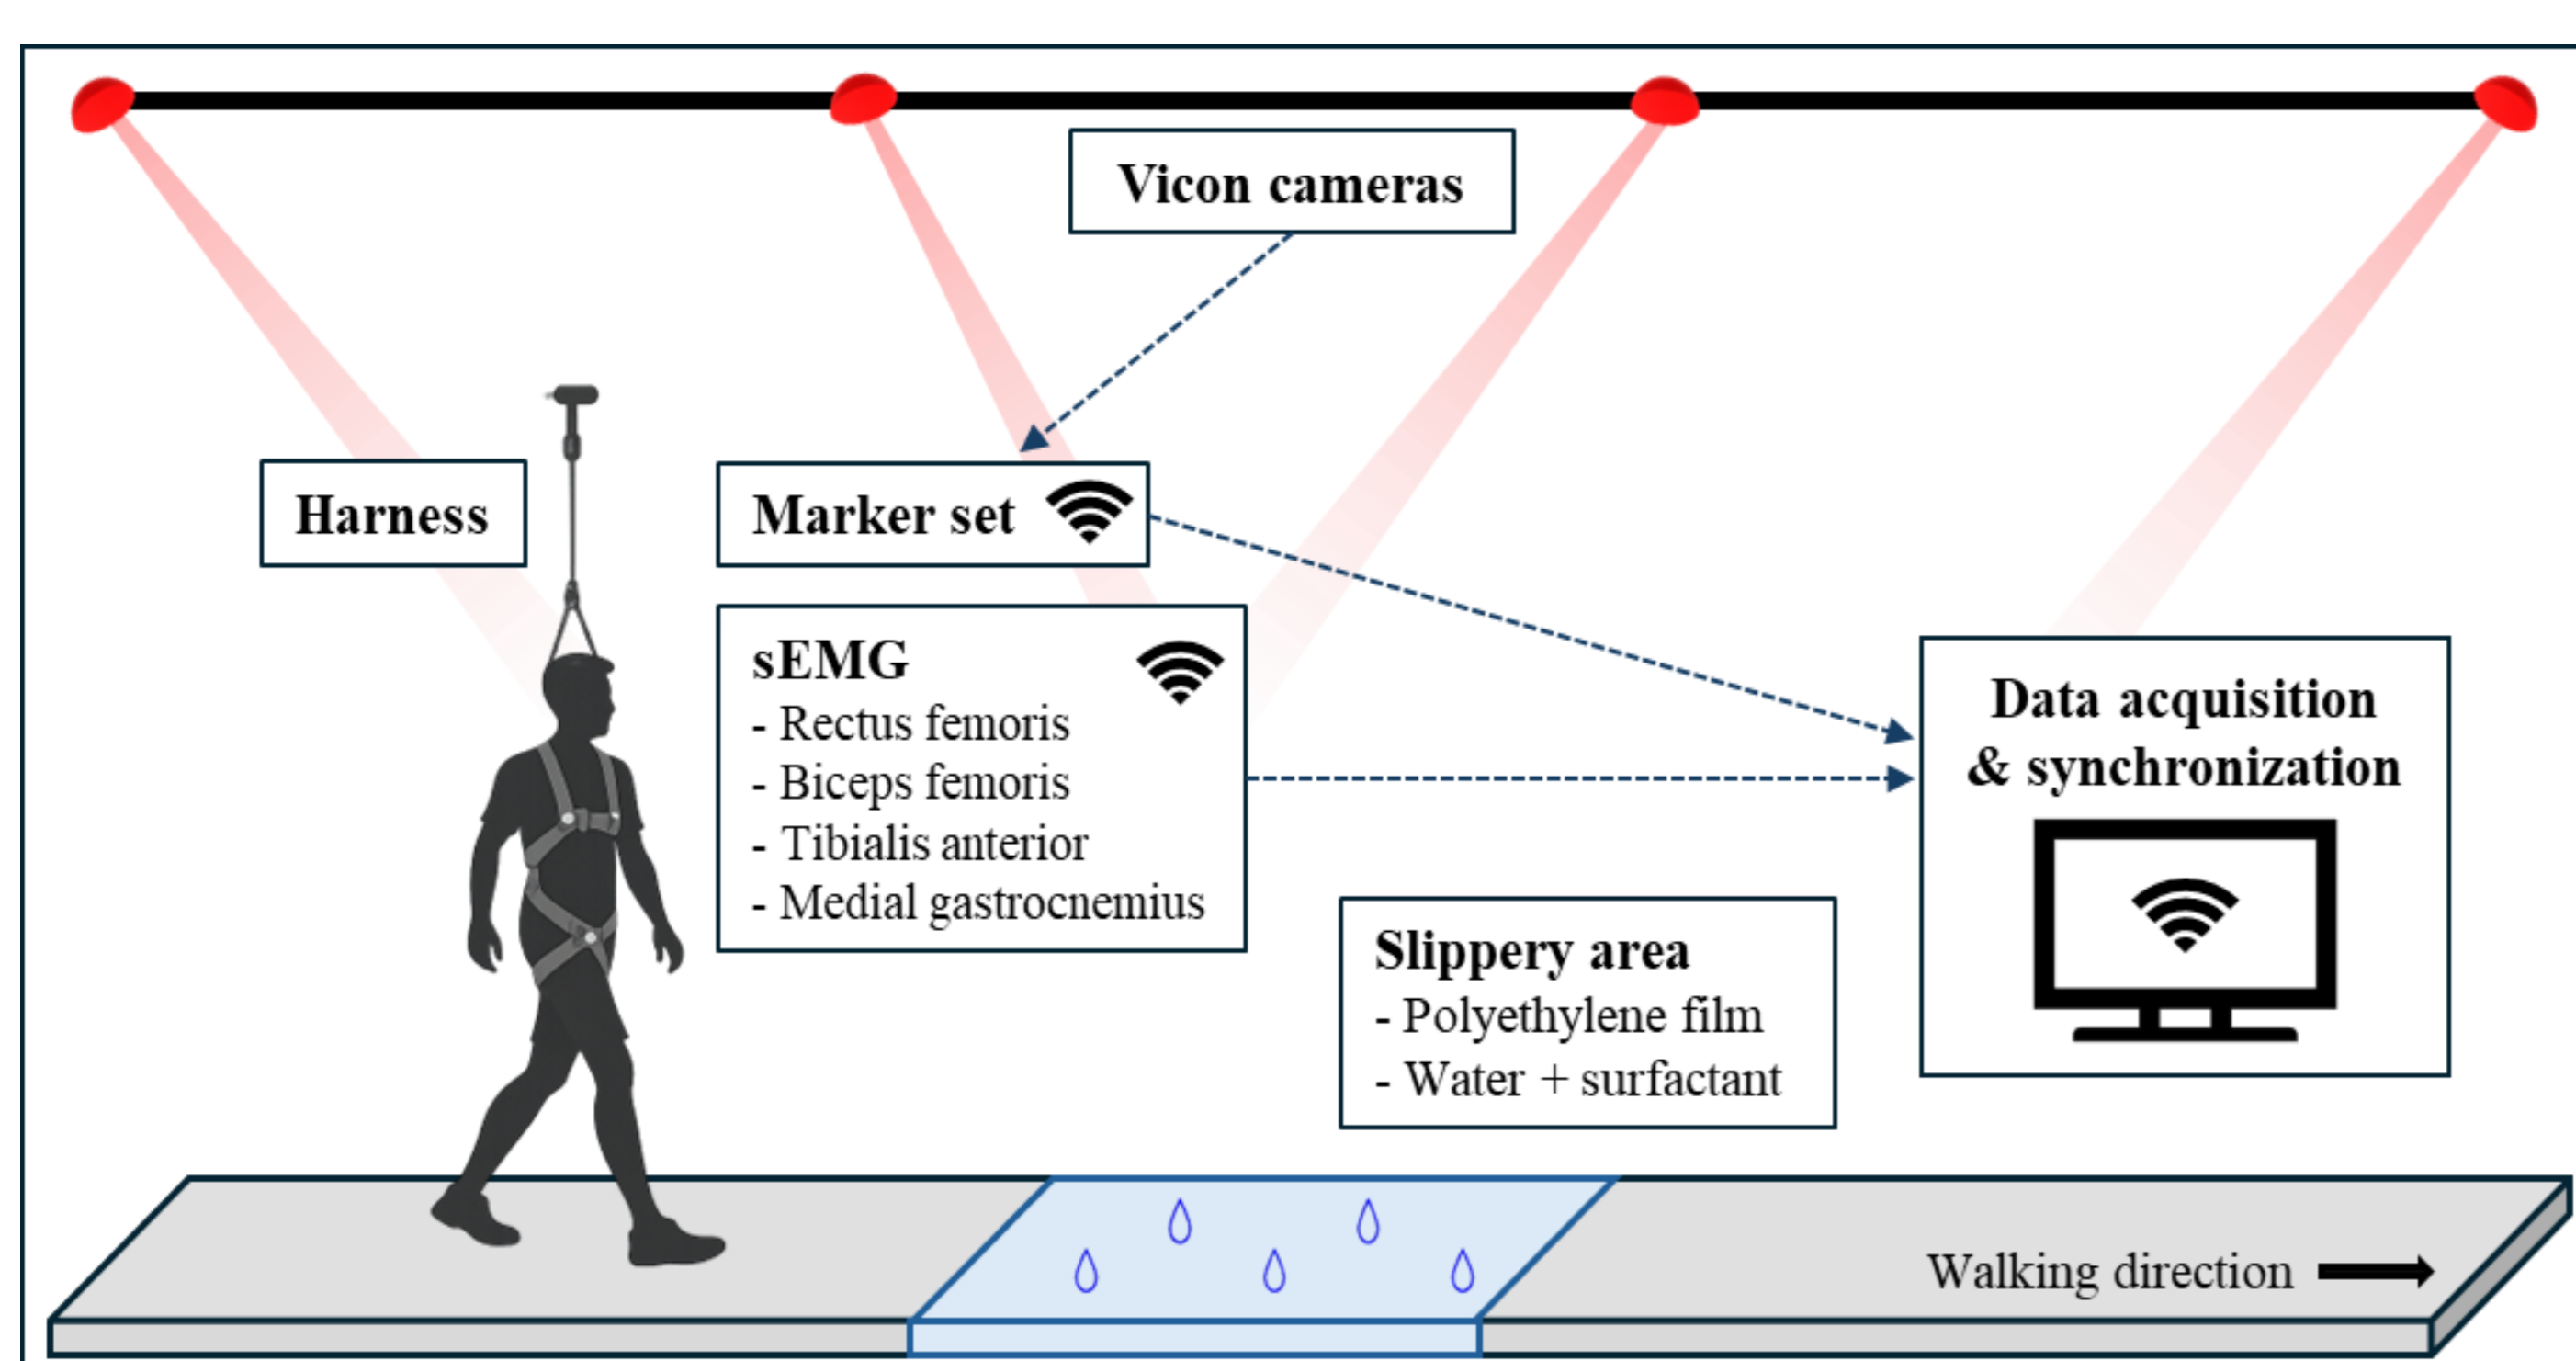 Vicon cameras
Harness
Marker set
sEMG
- Rectus femoris
- Biceps femoris
- Tibialis anterior
- Medial gastrocnemius
Data acquisition
& synchronization
Slippery area
- Polyethylene film
- Water + surfactant
Walking direction